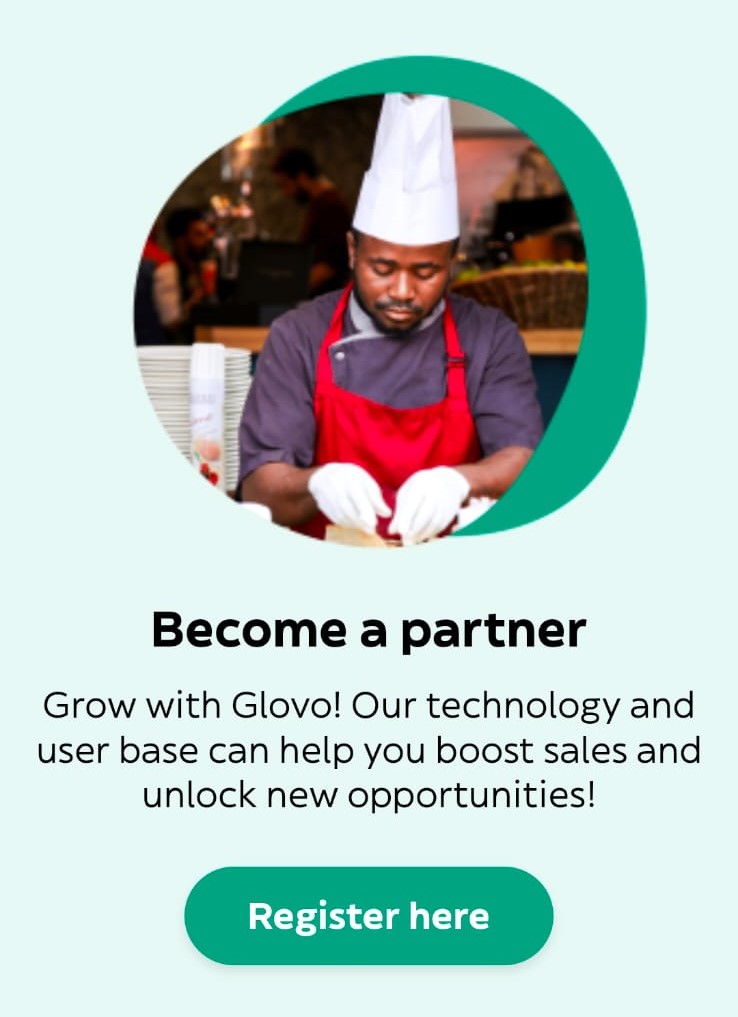 Become a partner
Grow with Glovo! Our technology and
user base can help you boost sales and
unlock new opportunities!
Register here